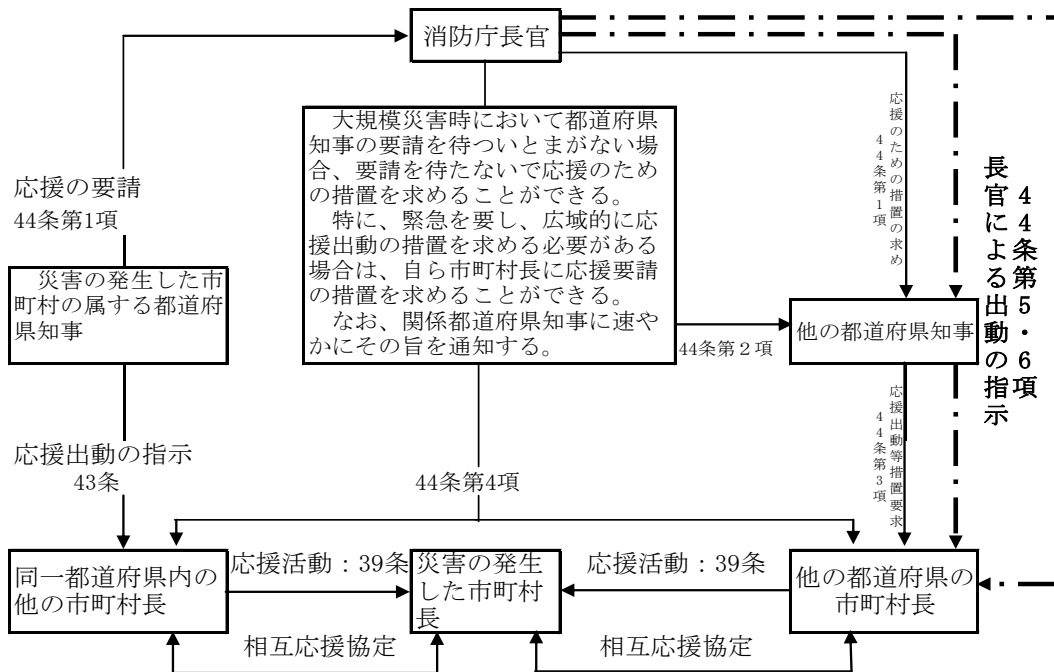 消防庁長官
応援の要請
44条第1項
災害の発生した市
町村の属する都道府
県知事
応援出動の指示
43条
大規模災害時において都道府県
知事の要請を待ついとまがない場
合、要請を待たないで応援のため
の措置を求めることができる。
特に、緊急を要し、広域的に応
援出動の措置を求める必要がある
場合は、自ら市町村長に応援要請
の措置を求めることができる。
なお、関係都道府県知事に速や
かにその旨を通知する。
44条第2項
44条第4項
応援のための措置の求め
44条第1項
他の都道府県知事
応援出動等措置要求
44条第3項
44条第5・6項
長官による出動の指示
同一都道府県内の
他の市町村長
応援活動：39条
災害の発生
した市町村
長
応援活動：39条
他の都道府県の
市町村長
相互応援協定
相互応援協定